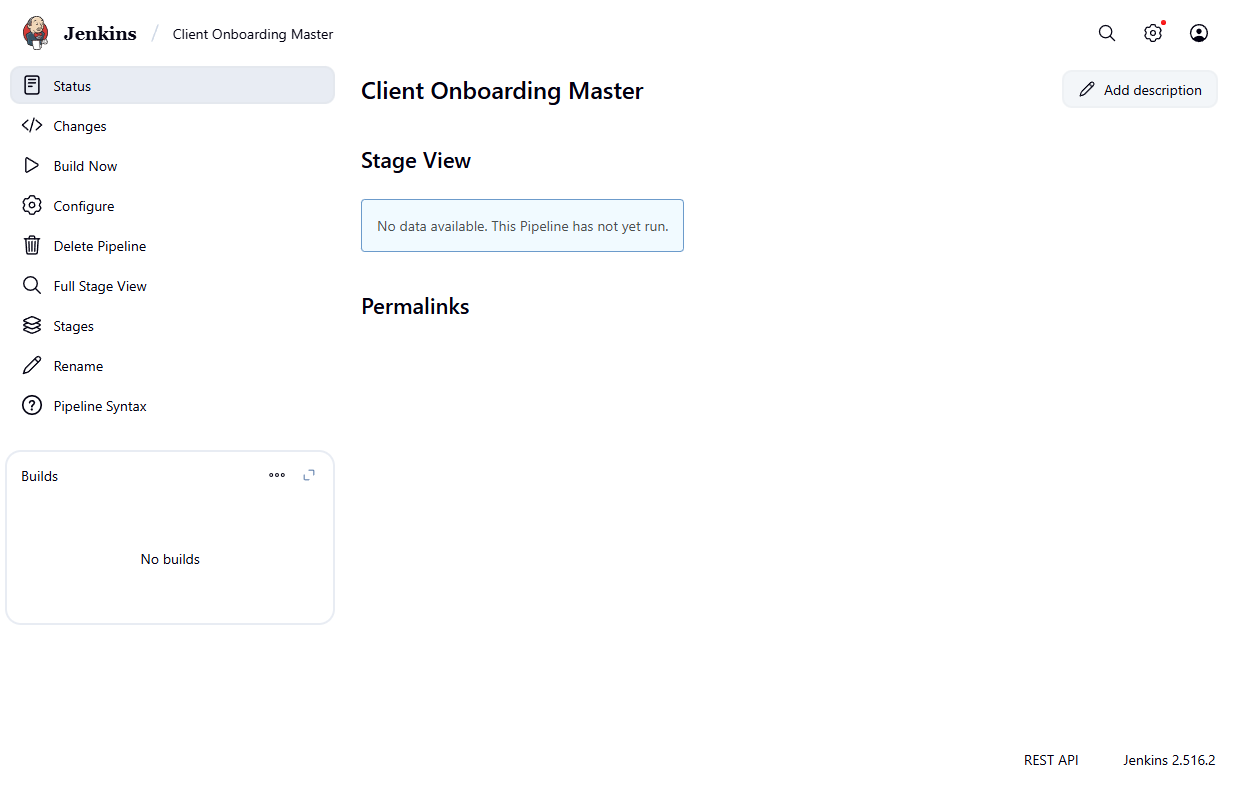 Jenkins / Client Onboarding Master
Status
Changes
Build Now
Configure
Delete Pipeline
Full Stage View
Stages
Rename
Pipeline Syntax
Builds
No builds
Client Onboarding Master
Add description
Stage View
No data available. This Pipeline has not yet run.
Permalinks
REST API
Jenkins 2.516.2